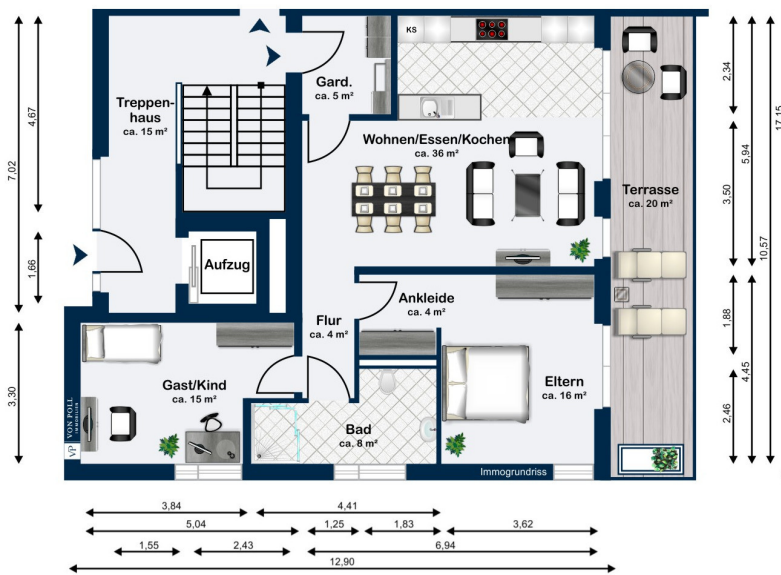 KS
Gard.
ca. 5 m²
Treppen-
haus
ca. 15 m²
Wohnen/Essen/Kochen
ca. 36 m²
Terrasse
ca. 20 m²
Aufzug
Ankleide
ca. 4 m²
Flur
ca. 4 m²
Gast/Kind
ca. 15 m²
Eltern
ca. 16 m²
Bad
ca. 8 m²
Immogrundriss
VON POLL
IMMOBILIEN
VP
4,67
7,02
1,66
3,30
2,34
17,15
5,94
3,50
10,57
1,88
4,45
2,46
3,84
4,41
5,04
1,25
1,83
3,62
1,55
2,43
6,94
12,90